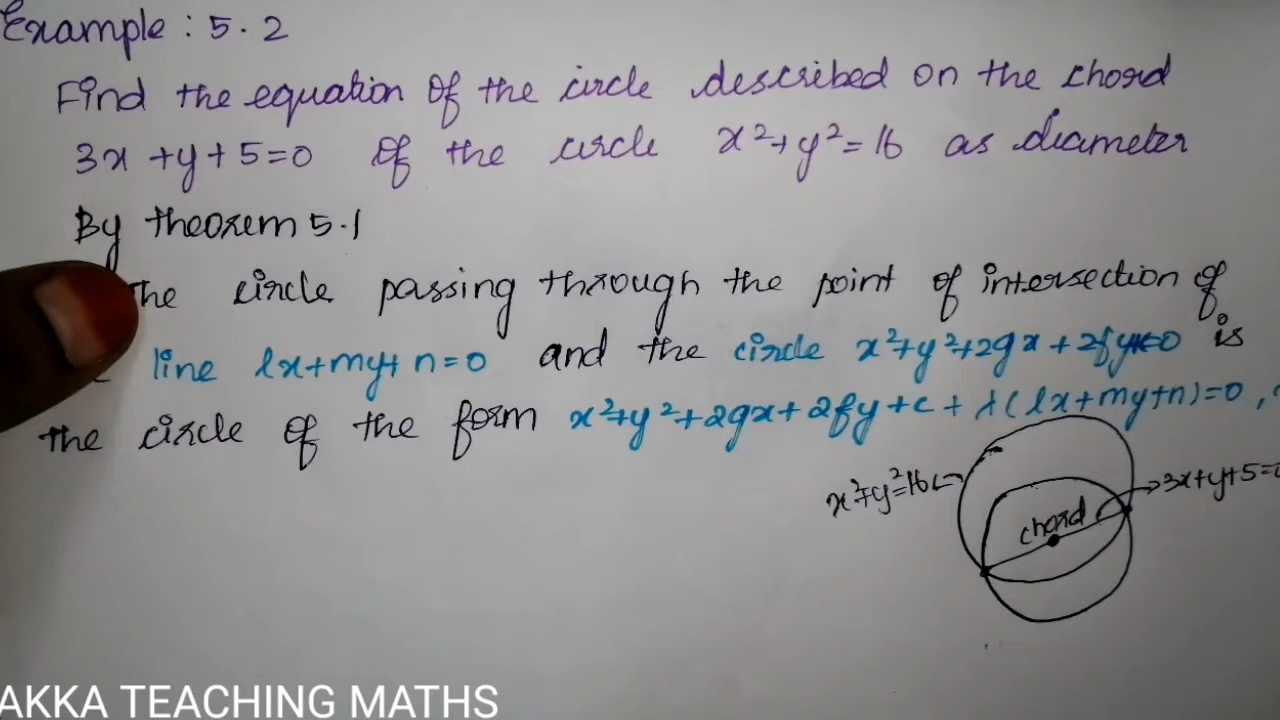 Example : 5.2
Find the equation of the circle described on the chord
3x + y + 5 = 0 of the circle x²+y² = 16 as diameter
By theorem 5.1
The circle passing through the point of intersection of
line lx+my+n=0 and the circle x²+y²+2gx+2fy+c=0 is
the circle of the form x²+y²+2gx+2fy+c+λ(lx+my+n)=0,
x²+y²=16
3x+y+5=0
chord
AKKA TEACHING MATHS